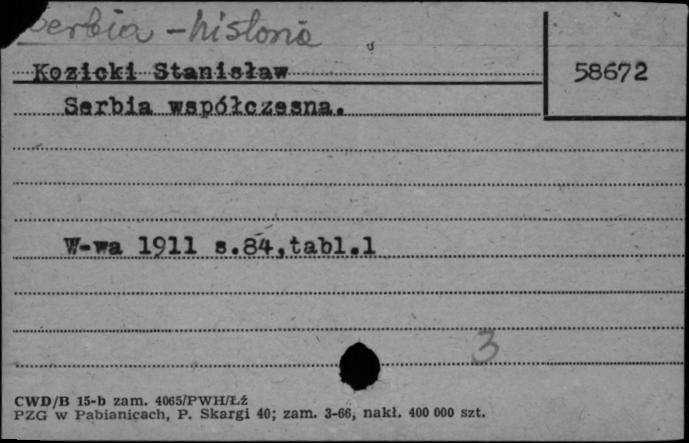 Serbia - historia
Kozicki Stanisław
58672
Serbia współczesna.
W-wa 1911 s.84,tabl.1
3
CWD/B 15-b zam. 4065/PWH/Łż
PZG w Pabianicach, P. Skargi 40; zam. 3-66, nakł. 400 000 szt.